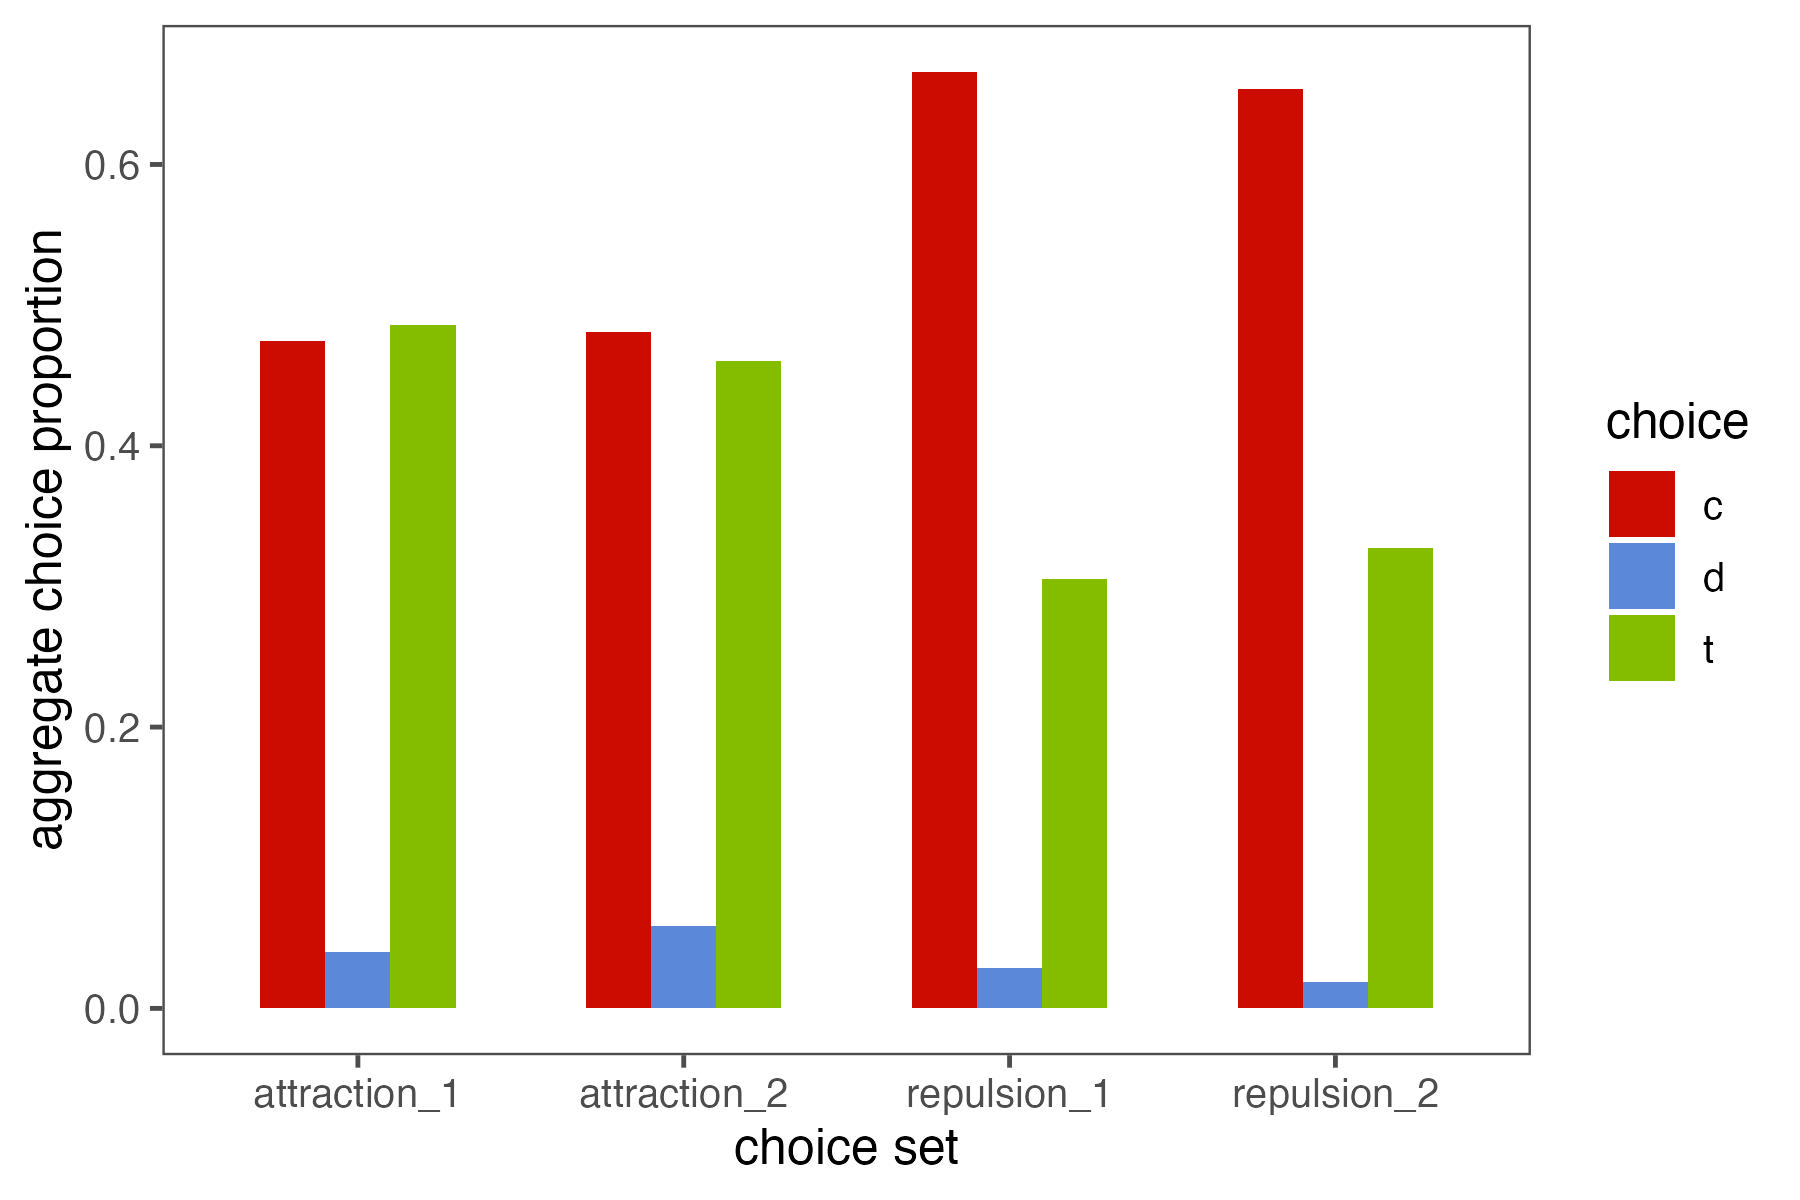 aggregate choice proportion
0.6
0.4
0.2
0.0
attraction_1
attraction_2
repulsion_1
repulsion_2
choice set
choice
c
d
t